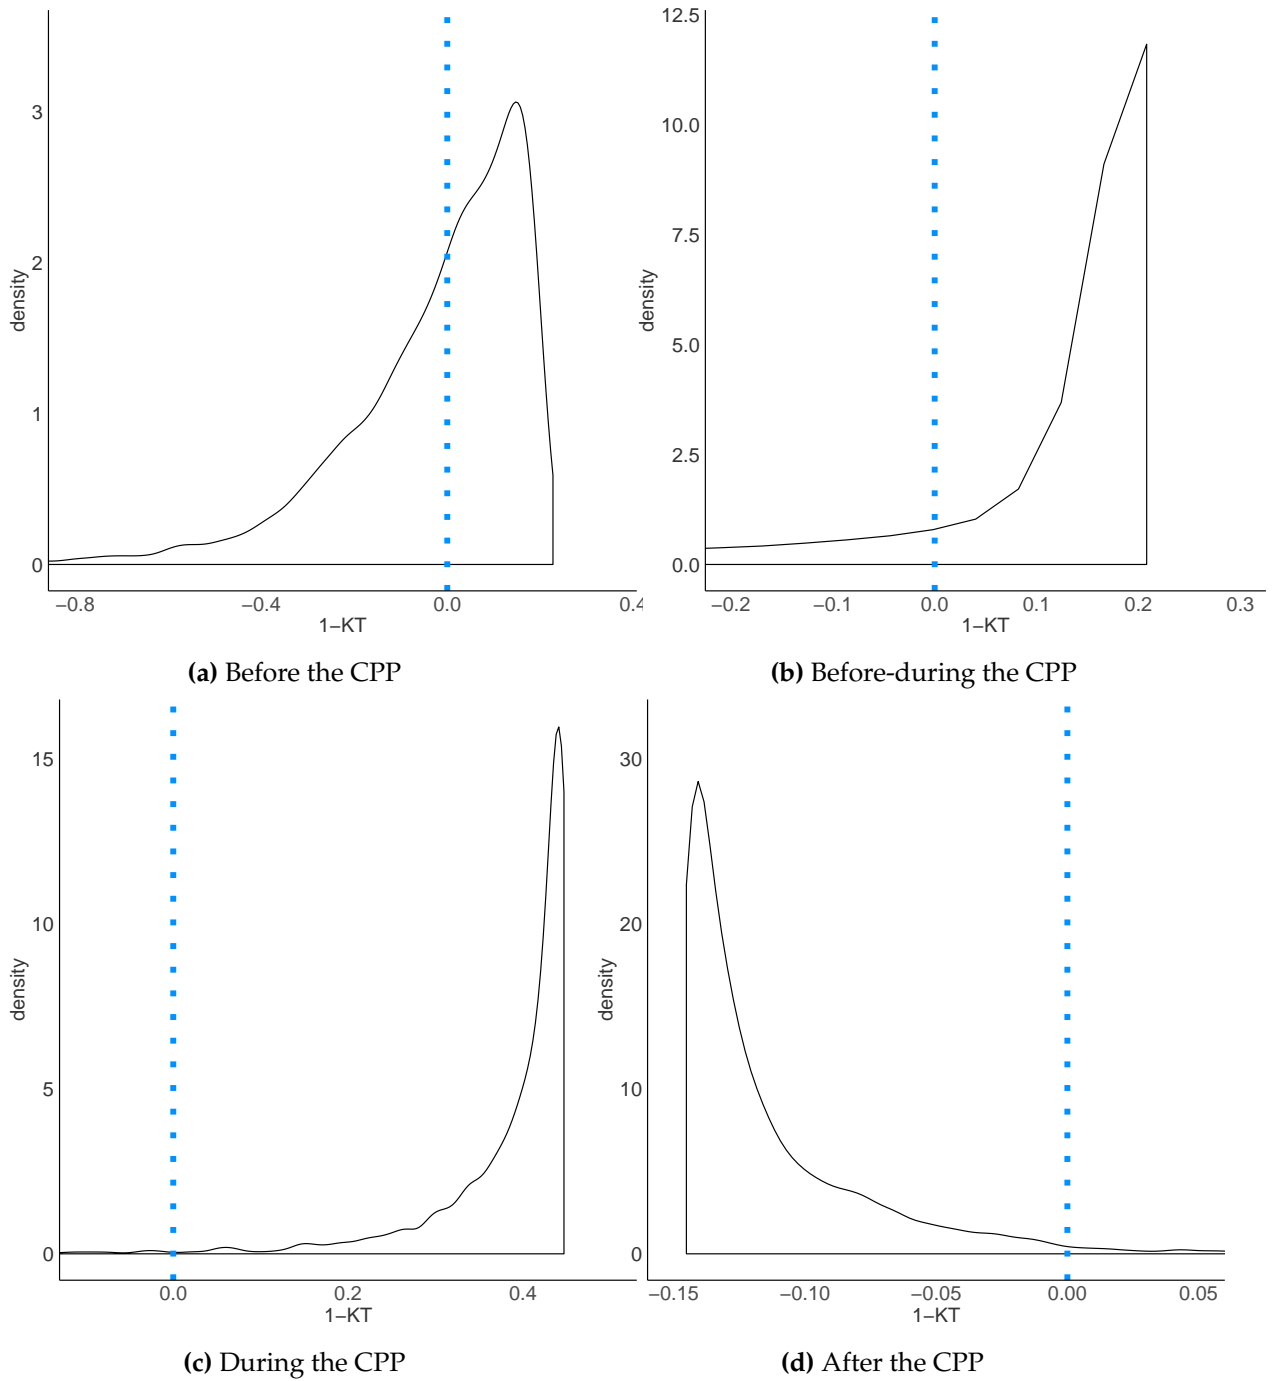 3
2
1
0
density
−0.8 −0.4 0.0 0.4
1−KT
(a) Before the CPP
12.5
10.0
7.5
5.0
2.5
0.0
density
−0.2 −0.1 0.0 0.1 0.2 0.3
1−KT
(b) Before-during the CPP
15
10
5
0
density
0.0 0.2 0.4
1−KT
(c) During the CPP
30
20
10
0
density
−0.15 −0.10 −0.05 0.00 0.05
1−KT
(d) After the CPP